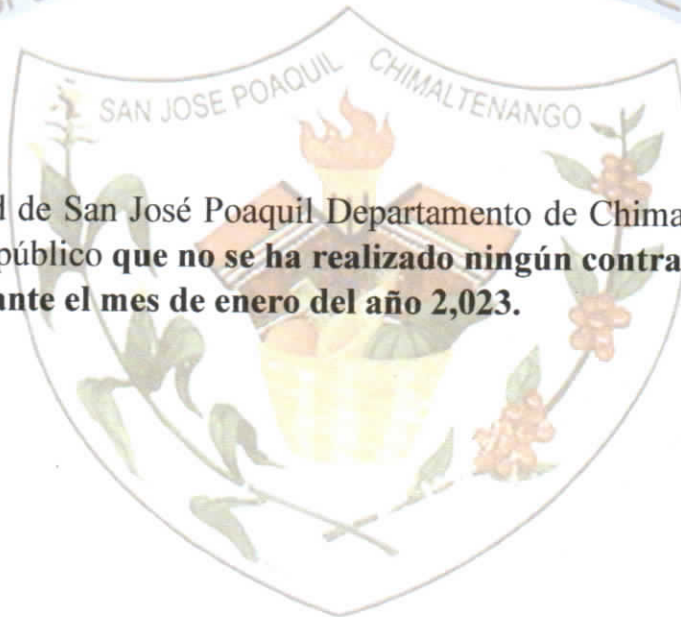 SAN JOSE POAQUIL CHIMALTENANGO
de San José Poaquil Departamento de Chima
público que no se ha realizado ningún contra
ante el mes de enero del año 2,023.